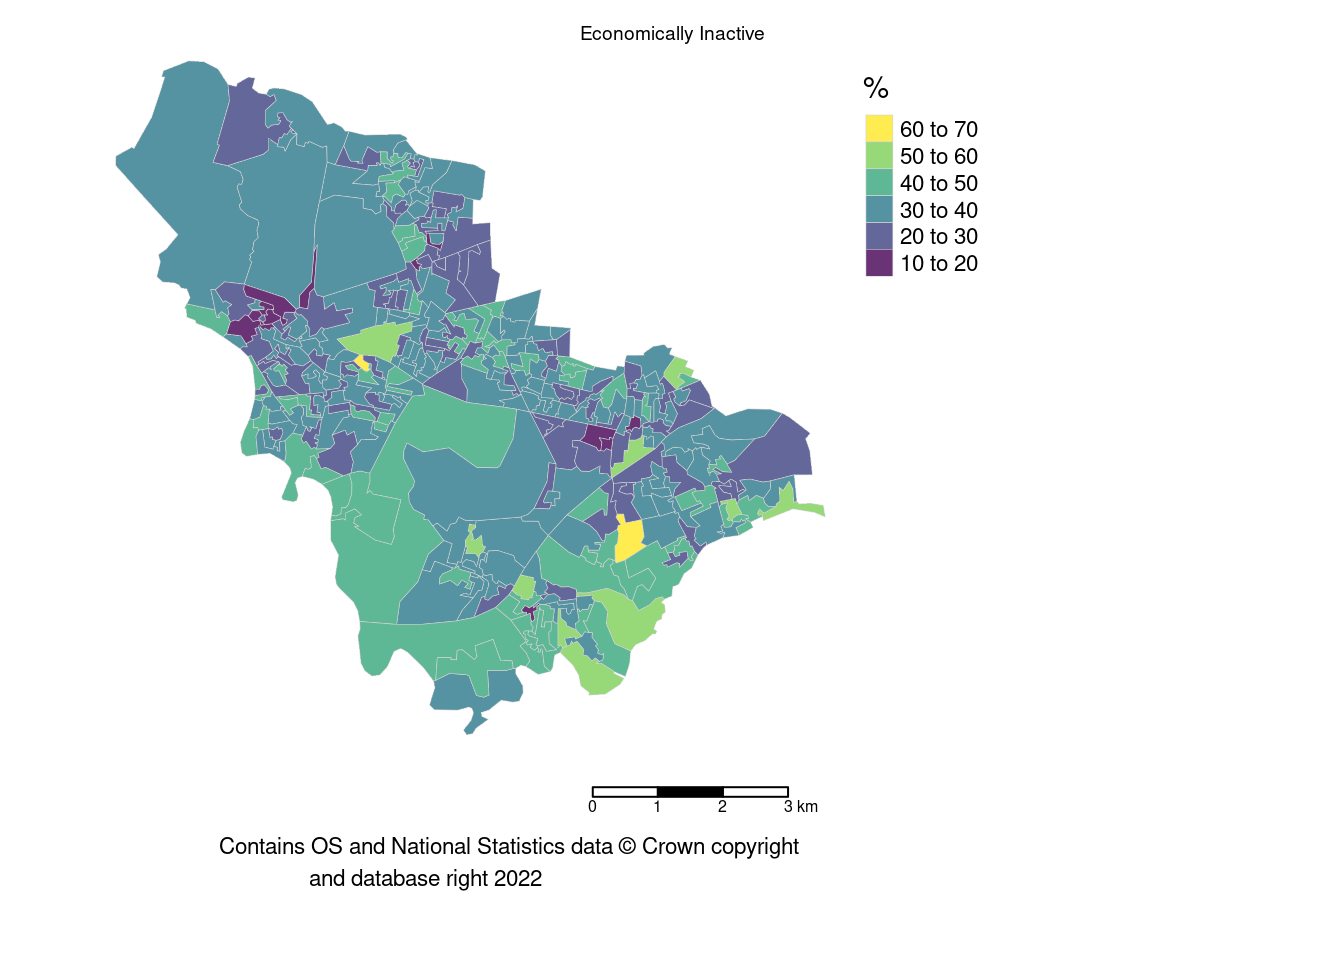 Economically Inactive
%
60 to 70
50 to 60
40 to 50
30 to 40
20 to 30
10 to 20
0 1 2 3 km
Contains OS and National Statistics data © Crown copyright
and database right 2022